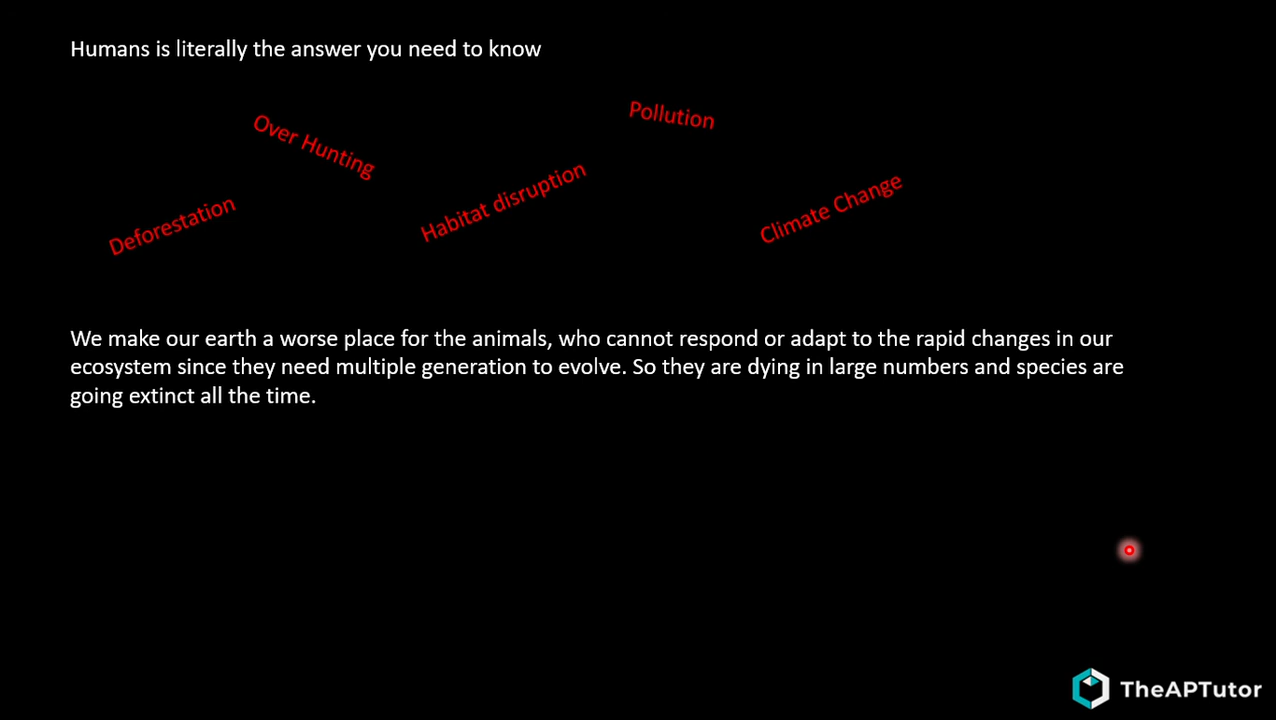 Humans is literally the answer you need to know
Pollution
Over Hunting
Habitat disruption
Climate Change
Deforestation
We make our earth a worse place for the animals, who cannot respond or adapt to the rapid changes in our
ecosystem since they need multiple generation to evolve. So they are dying in large numbers and species are
going extinct all the time.
TheAPTutor